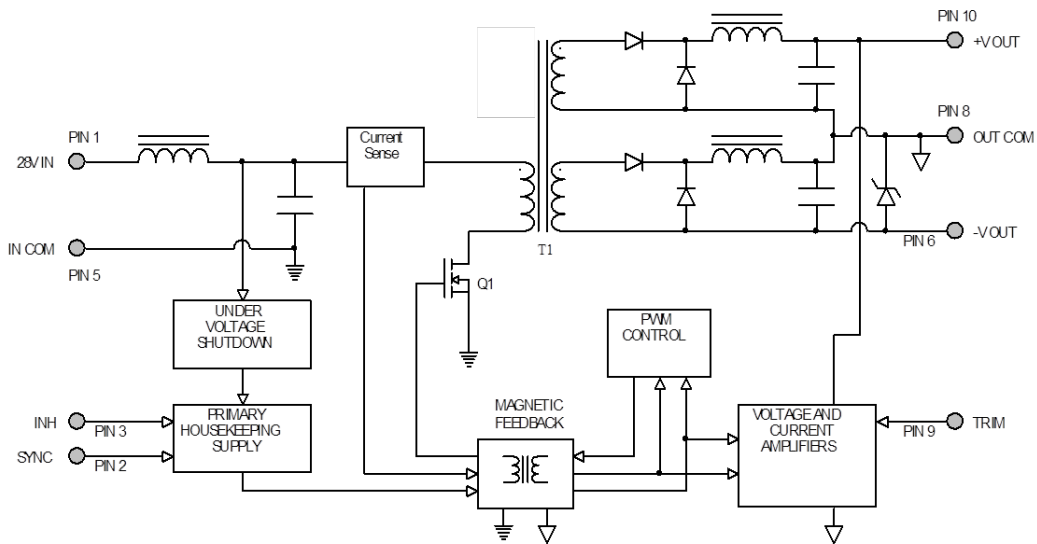 PIN 10
+V OUT
PIN 8
OUT COM
PIN 1
28V IN
Current
Sense
IN COM
PIN 5
T1
PIN 6
-V OUT
Q1
UNDER
VOLTAGE
SHUTDOWN
PWM
CONTROL
MAGNETIC
FEEDBACK
INH
PIN 3
SYNC
PIN 2
PRIMARY
HOUSEKEEPING
SUPPLY
VOLTAGE AND
CURRENT
AMPLIFIERS
PIN 9
TRIM